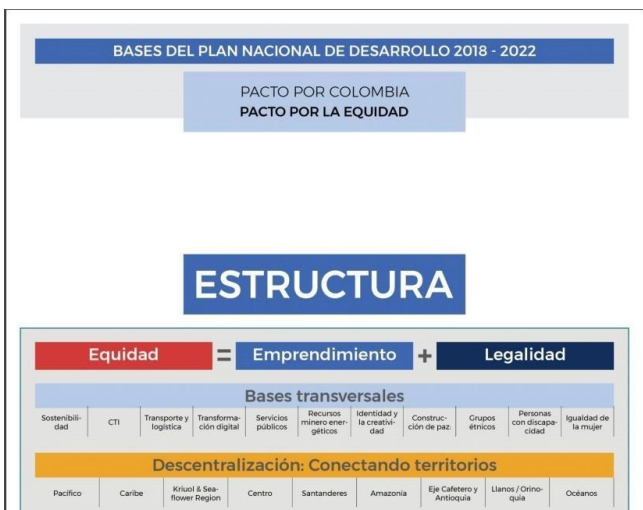 BASES DEL PLAN NACIONAL DE DESARROLLO 2018 - 2022
PACTO POR COLOMBIA
PACTO POR LA EQUIDAD
ESTRUCTURA
Equidad = Emprendimiento + Legalidad
Bases transversales
Sostenibili-
dad
CTI
Transporte y
logística
Transforma-
ción digital
Servicios
públicos
Recursos
minero ener-
géticos
Identidad y
la creativi-
dad
Construc-
ción de paz.
Grupos
étnicos
Personas
con discapa-
cidad
Igualdad de
la mujer
Descentralización: Conectando territorios
Pacífico
Caribe
Kriuol & Sea-
flower Region
Centro
Santanderes
Amazonía
Eje Cafetero y
Antioquia
Llanos / Orino-
quia
Océanos